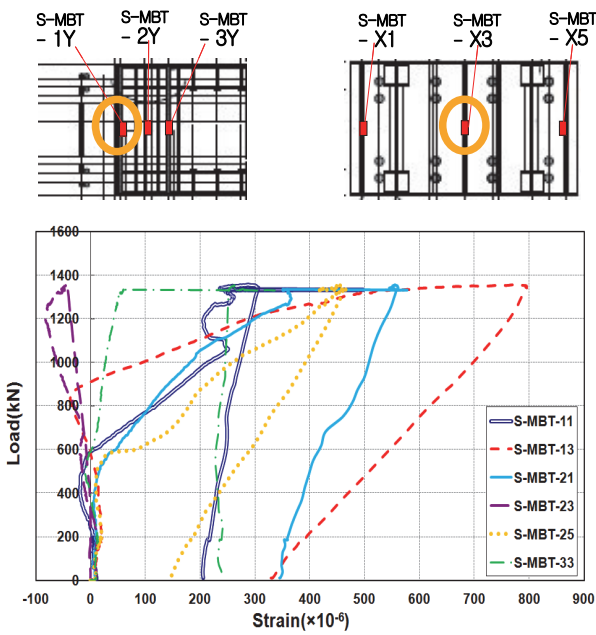 S-MBT
- 1Y
S-MBT
- 2Y
S-MBT
- 3Y
S-MBT
- X1
S-MBT
- X3
S-MBT
- X5
1600
1400
1200
1000
800
600
400
200
0
Load(kN)
-100 0 100 200 300 400 500 600 700 800 900
Strain(×10-6)
S-MBT-11
S-MBT-13
S-MBT-21
S-MBT-23
S-MBT-25
S-MBT-33